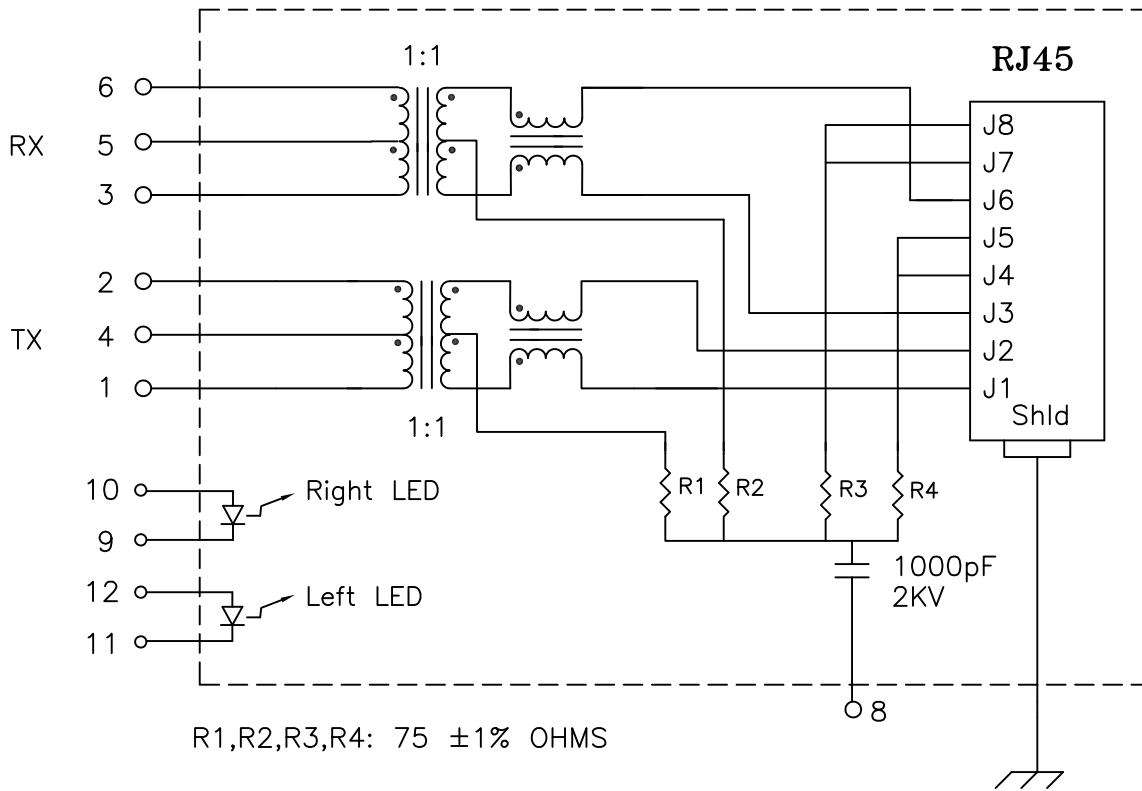 1:1
RJ45
6
J8
RX
5
J7
3
J6
J5
2
J4
TX
4
J3
J2
1
J1
1:1
Shld
10
Right LED
R1
R2
R3
R4
9
12
Left LED
1000pF
2KV
11
8
R1,R2,R3,R4: 75 ±1% OHMS